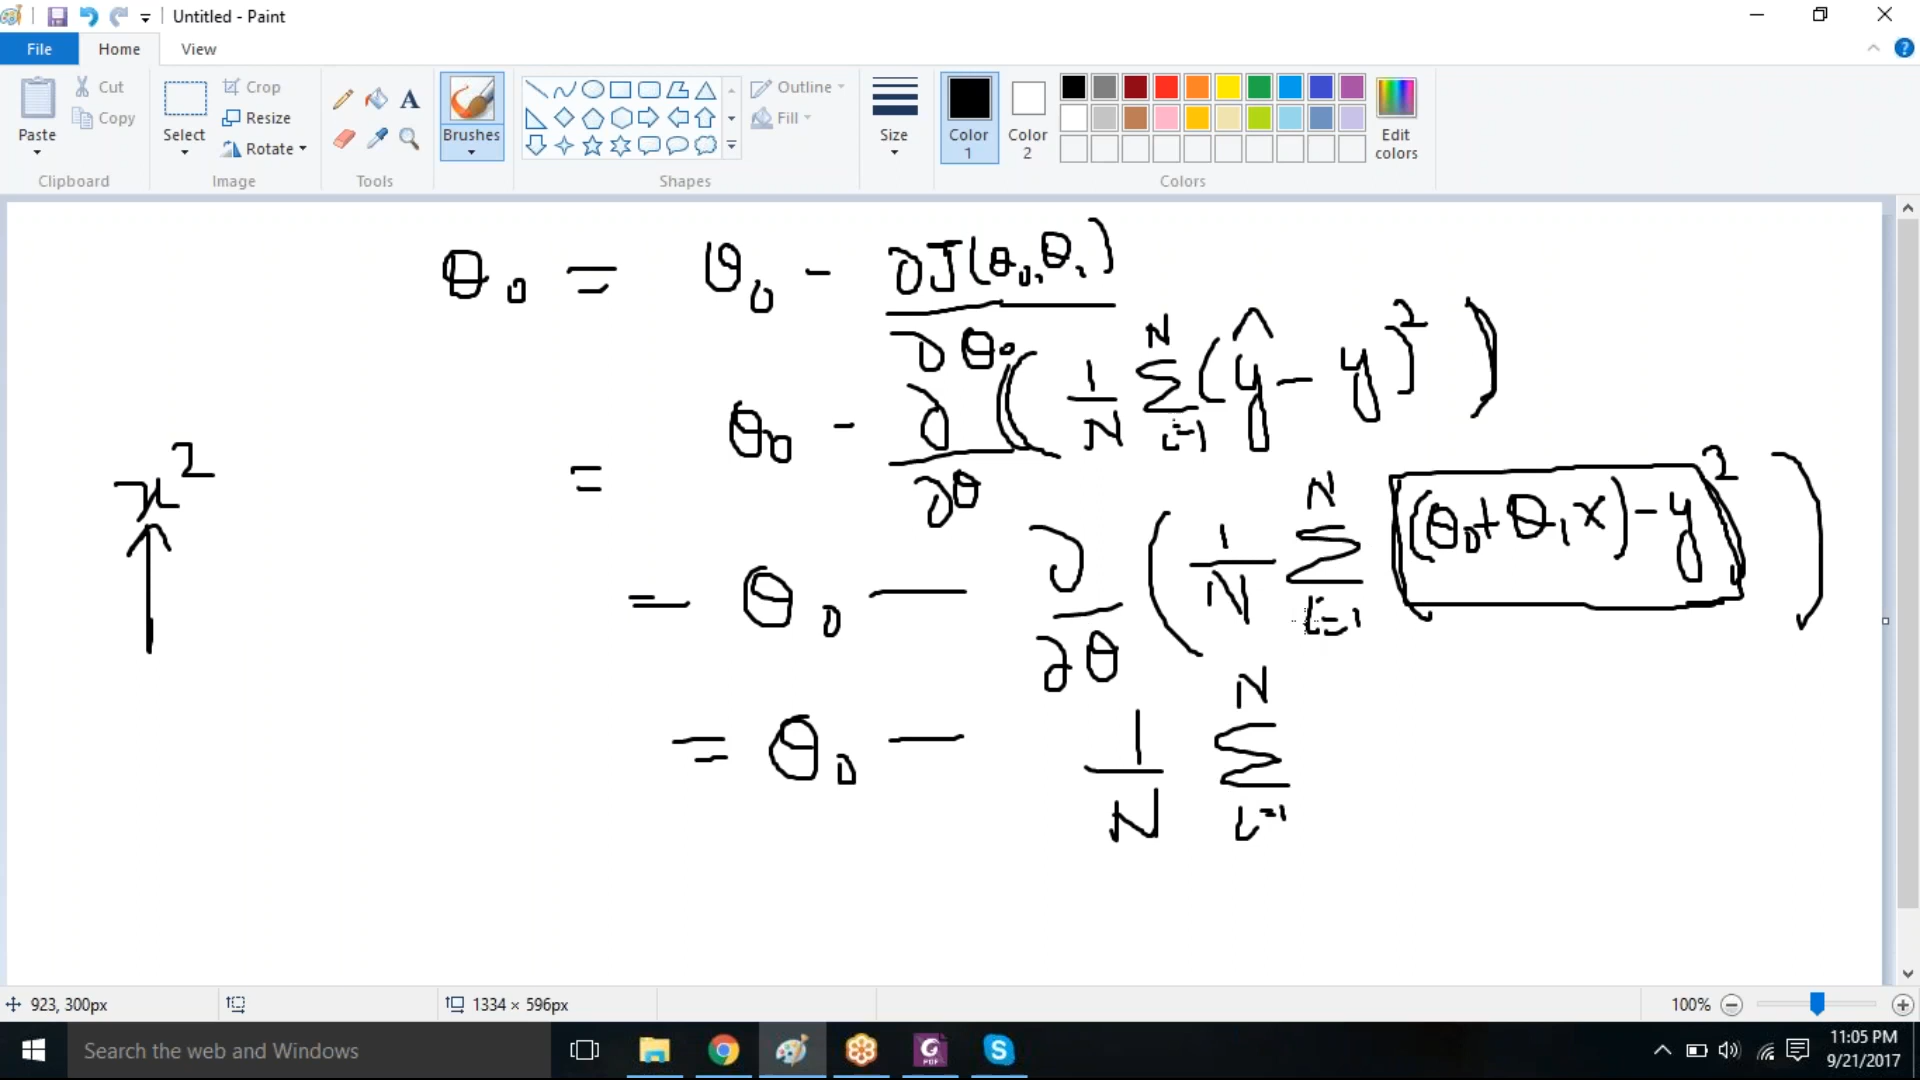 Untitled - Paint
File Home View
Paste Cut Copy Select Crop Resize Rotate Brushes Outline Fill Size Color 1 Color 2 Edit colors
Clipboard Image Tools Shapes Colors
θ₀ = θ₀ - ∂J(θ₀,θ₁) / ∂θ₀
= θ₀ - ∂/∂θ ( 1/N Σ i=1 N (ŷ - y)² )
x²
= θ₀ — ∂/∂θ ( 1/N Σ i=1 N ((θ₀+θ₁x) - y)² )
= θ₀ — 1/N Σ i=1 N
923, 300px 1334 × 596px 100%
Search the web and Windows 11:05 PM
9/21/2017